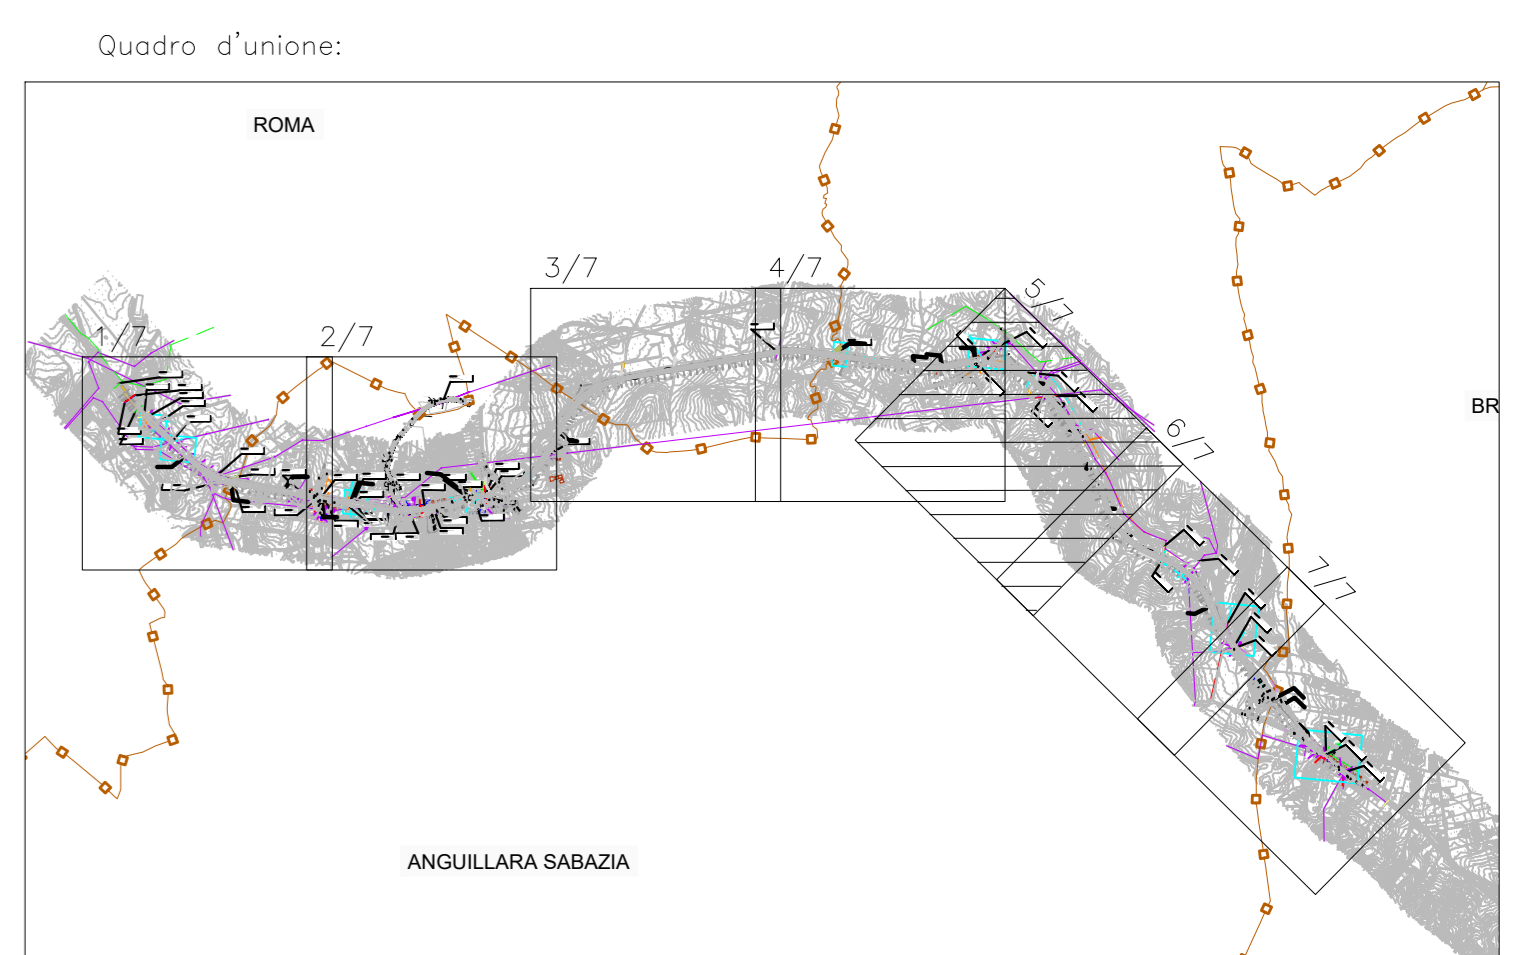 Quadro d'unione:
ROMA
3/7
4/7
5/7
1/7
2/7
BR
6/7
7/7
ANGUILLARA SABAZIA